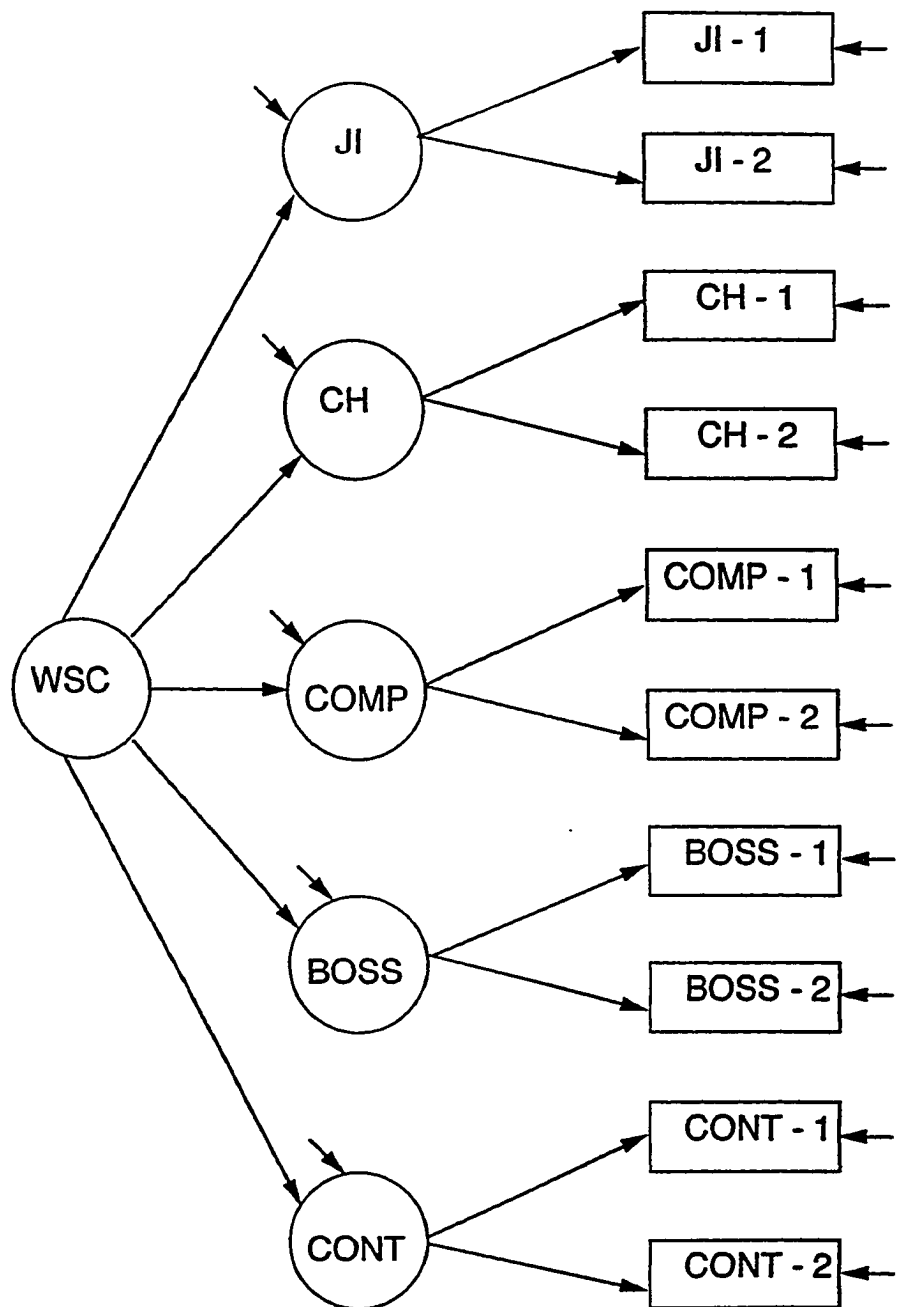 JI - 1
JI
JI - 2
CH - 1
CH
CH - 2
COMP - 1
WSC
COMP
COMP - 2
BOSS - 1
BOSS
BOSS - 2
CONT - 1
CONT
CONT - 2